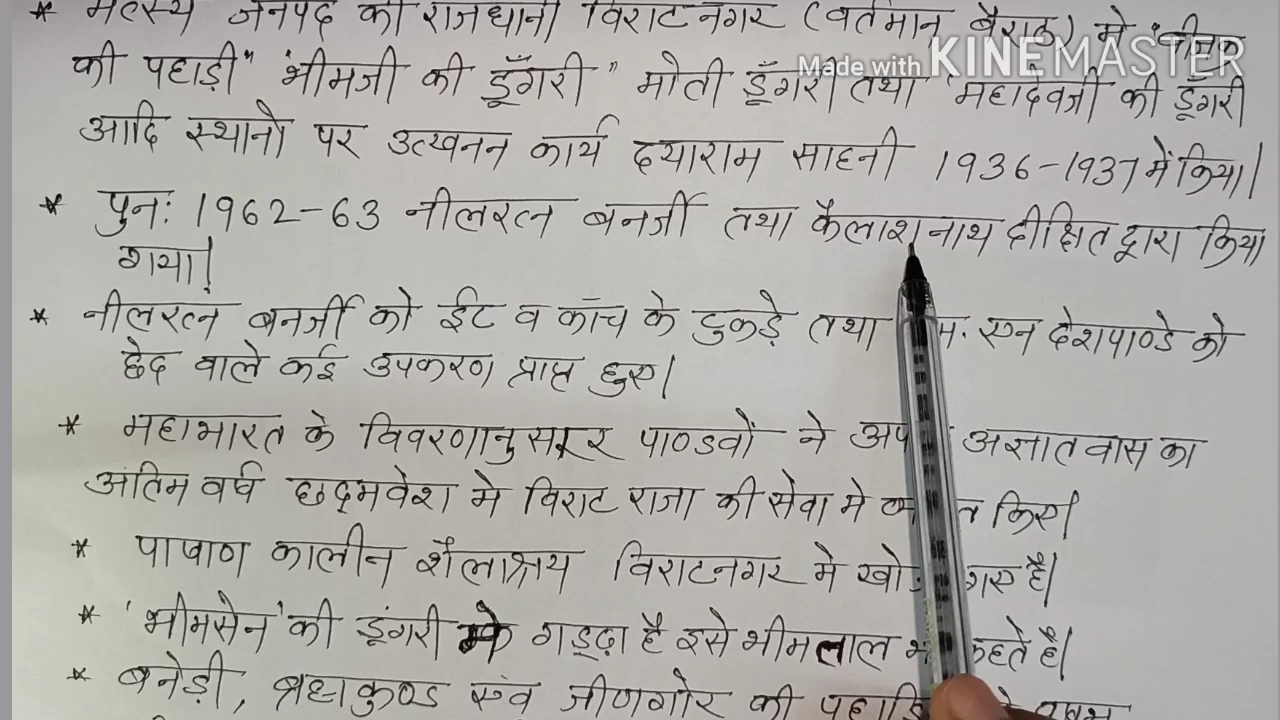 * मत्स्य जनपद की राजधानी विराटनगर (वर्तमान बैराठ) मे "बीजक
Made with KINEMASTER
की पहाड़ी" "भीमजी की डूँगरी" मोती डूँगरी तथा "महादेवजी की डूँगरी
आदि स्थानो पर उत्खनन कार्य दयाराम साहनी 1936-1937 में किया।
* पुनः 1962-63 नीलरत्न बनर्जी तथा कैलाशनाथ दीक्षित द्वारा किया
गया।
* नीलरत्न बनर्जी को ईट व काँच के टुकड़े तथा एन देशपाण्डे को
छेद वाले कई उपकरण प्राप्त हुए।
* महाभारत के विवरणानुसार पाण्डवों ने अज्ञातवास का
अंतिम वर्ष छद्मवेश मे विराट राजा की सेवा मे किए।
* पाषाण कालीन शैलाश्रय विराटनगर मे है।
* 'भीमसेन' की डूंगरी के गड्ढ़ा है इसे भीमलाल कहते है।
* बनेड़ी, ब्रह्मकुण्ड एंव जीणगोर की